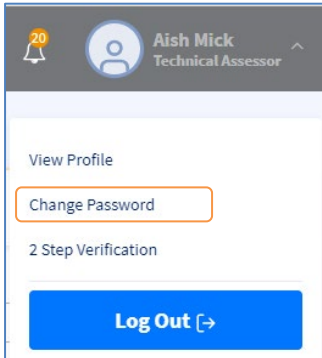 20
Aish Mick
Technical Assessor
View Profile
Change Password
2 Step Verification
Log Out